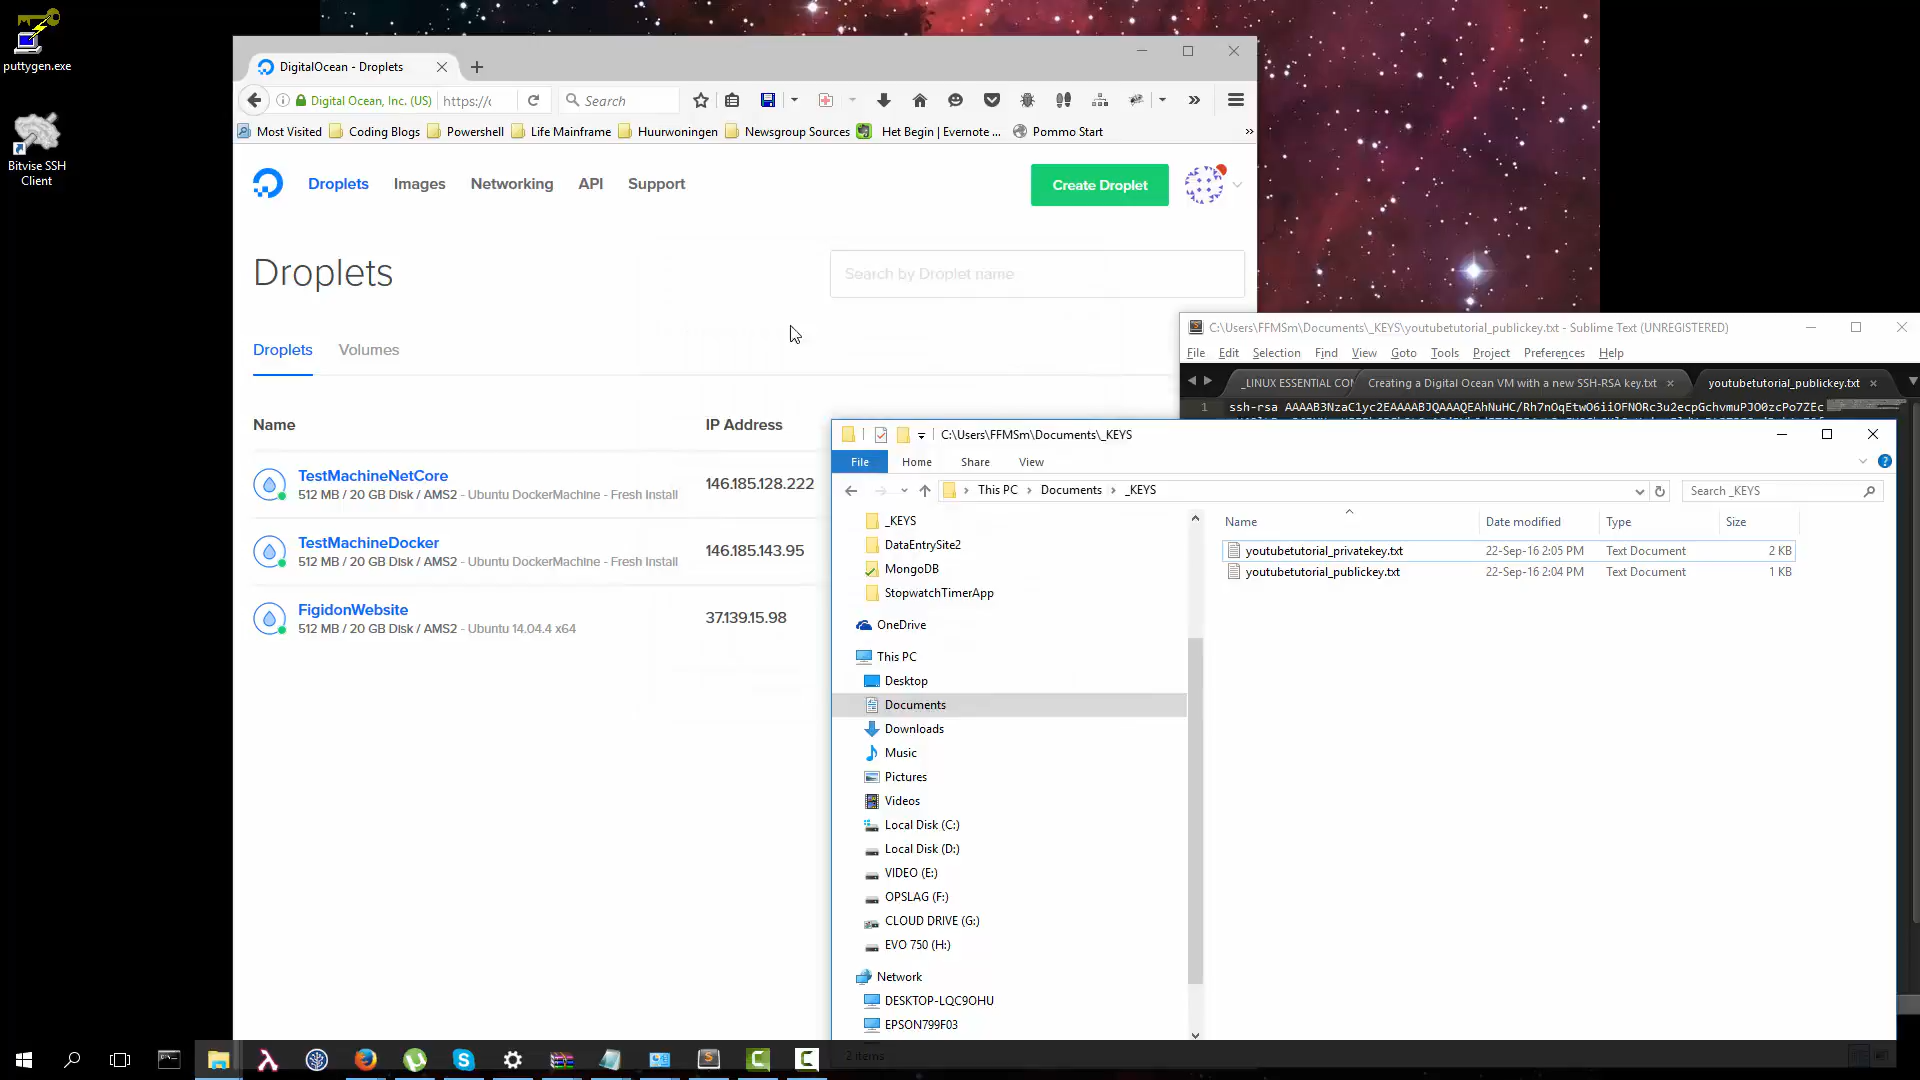 puttygen.exe
Bitvise SSH
Client
DigitalOcean - Droplets
Digital Ocean, Inc. (US)
https://c
Search
Most Visited
Coding Blogs
Powershell
Life Mainframe
Huurwoningen
Newsgroup Sources
Het Begin | Evernote ...
Pommo Start
Droplets
Images
Networking
API
Support
Create Droplet
Droplets
Search by Droplet name
Droplets
Volumes
Name
IP Address
TestMachineNetCore
512 MB / 20 GB Disk / AMS2 - Ubuntu DockerMachine - Fresh Install
146.185.128.222
TestMachineDocker
512 MB / 20 GB Disk / AMS2 - Ubuntu DockerMachine - Fresh Install
146.185.143.95
FigidonWebsite
512 MB / 20 GB Disk / AMS2 - Ubuntu 14.04.4 x64
37.139.15.98
C:\Users\FFMSm\Documents\_KEYS\youtubetutorial_publickey.txt - Sublime Text (UNREGISTERED)
File Edit Selection Find View Goto Tools Project Preferences Help
_LINUX ESSENTIAL CON
Creating a Digital Ocean VM with a new SSH-RSA key.txt
youtubetutorial_publickey.txt
1
ssh-rsa
C:\Users\FFMSm\Documents\_KEYS
File Home Share View
This PC
Documents
_KEYS
Search _KEYS
_KEYS
DataEntrySite2
MongoDB
StopwatchTimerApp
OneDrive
This PC
Desktop
Documents
Downloads
Music
Pictures
Videos
Local Disk (C:)
Local Disk (D:)
VIDEO (E:)
OPSLAG (F:)
CLOUD DRIVE (G:)
EVO 750 (H:)
Network
DESKTOP-LQC9OHU
EPSON799F03
Name Date modified Type Size
youtubetutorial_privatekey.txt 22-Sep-16 2:05 PM Text Document 2 KB
youtubetutorial_publickey.txt 22-Sep-16 2:04 PM Text Document 1 KB
2 items